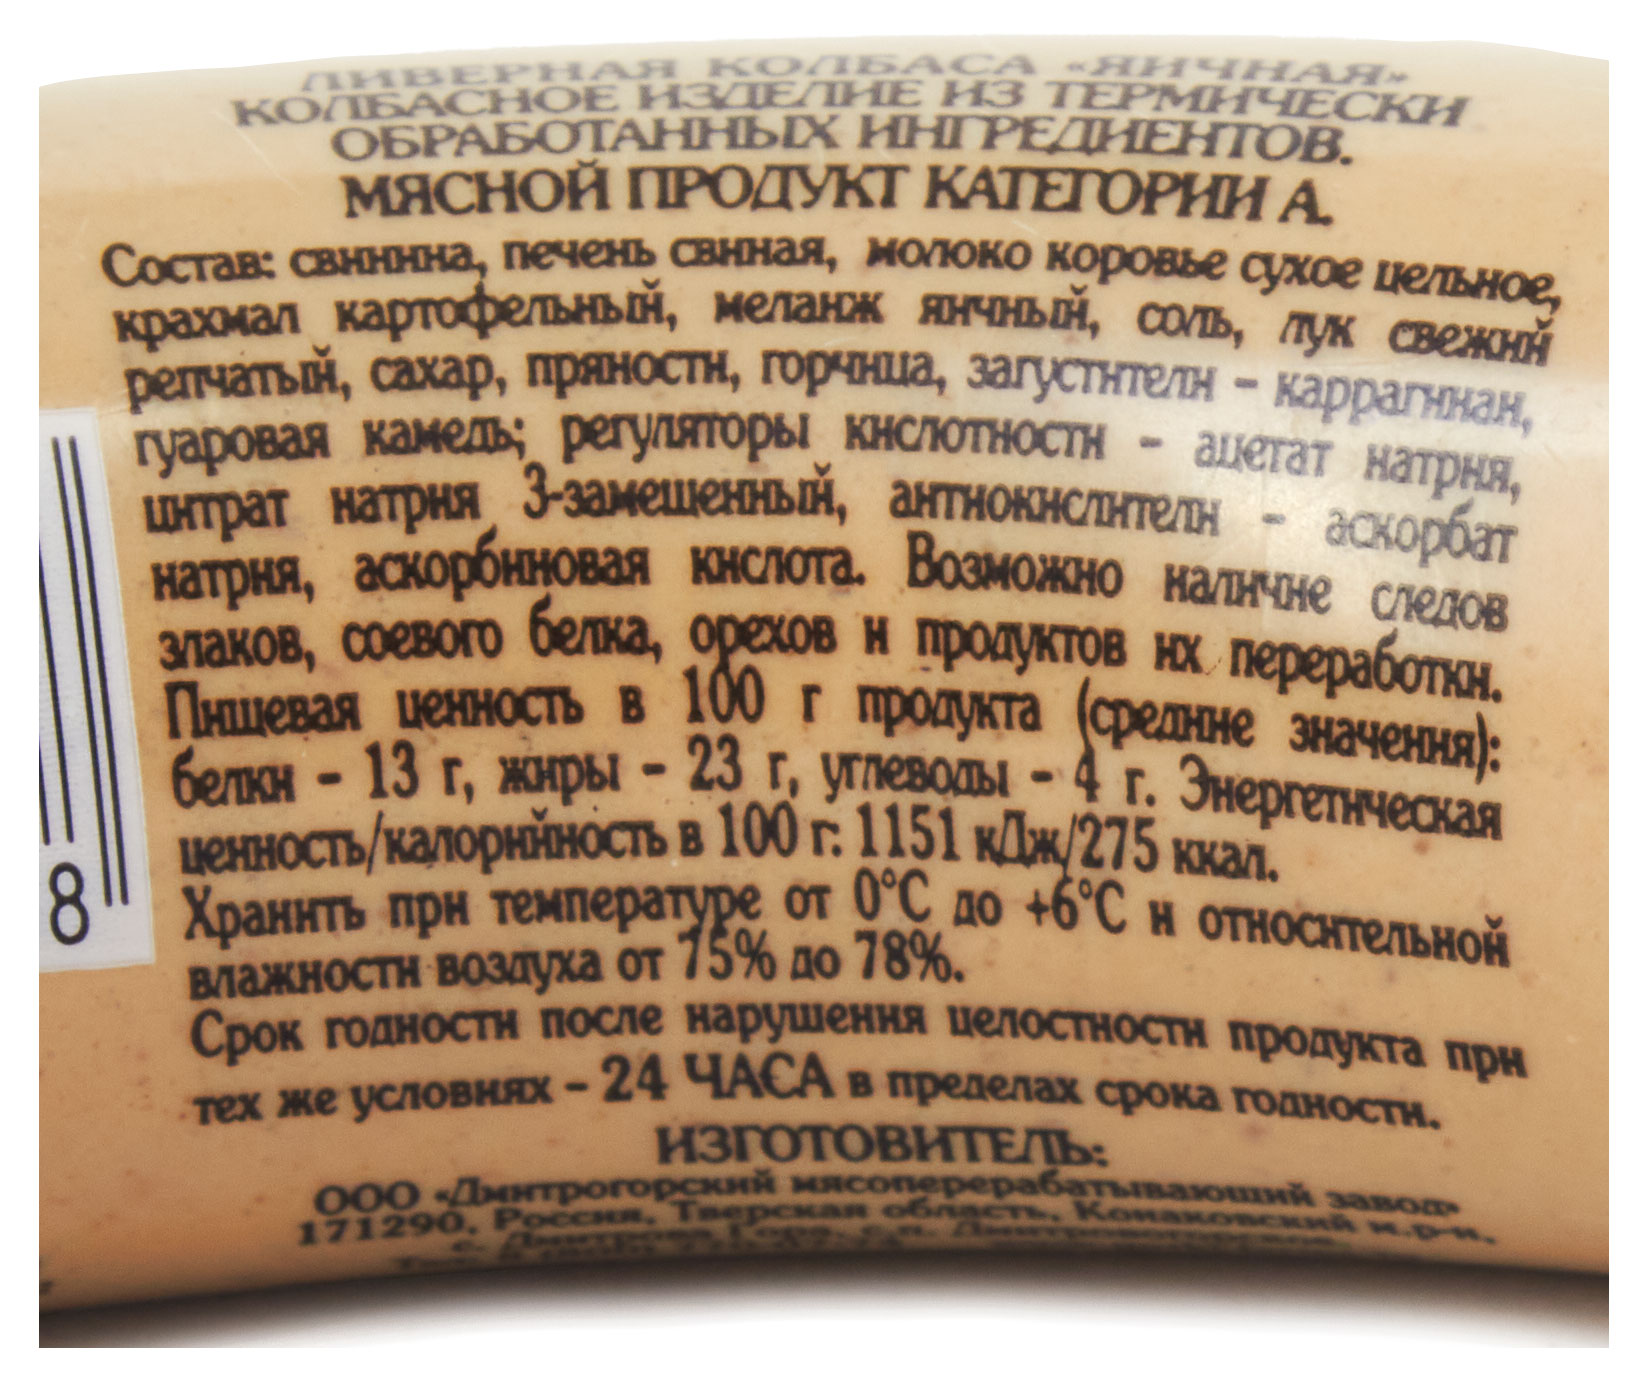 ЛИВЕРНАЯ КОЛБАСА «ЯИЧНАЯ»
КОЛБАСНОЕ ИЗДЕЛИЕ ИЗ ТЕРМИЧЕСКИ
ОБРАБОТАННЫХ ИНГРЕДИЕНТОВ.
МЯСНОЙ ПРОДУКТ КАТЕГОРИИ А.
Состав: свинина, печень свиная, молоко коровье сухое цельное,
крахмал картофельный, меланж яичный, соль, лук свежий
репчатый, сахар, пряности, горчица, загустители – каррагинан,
гуаровая камедь; регуляторы кислотности – ацетат натрия,
цитрат натрия 3-замещенный, антиокислители – аскорбат
натрия, аскорбиновая кислота. Возможно наличие следов
злаков, соевого белка, орехов и продуктов их переработки.
Пищевая ценность в 100 г продукта (средние значения):
белки – 13 г, жиры – 23 г, углеводы – 4 г. Энергетическая
ценность/калорийность в 100 г: 1151 кДж/275 ккал.
8
Хранить при температуре от 0°С до +6°С и относительной
влажности воздуха от 75% до 78%.
Срок годности после нарушения целостности продукта при
тех же условиях – 24 ЧАСА в пределах срока годности.
ИЗГОТОВИТЕЛЬ:
ООО «Дмитрогорский мясоперерабатывающий завод»
171290, Россия, Тверская область, Конаковский м.р-н,
с. Дмитрова Гора, с.п. Дмитровогорское,